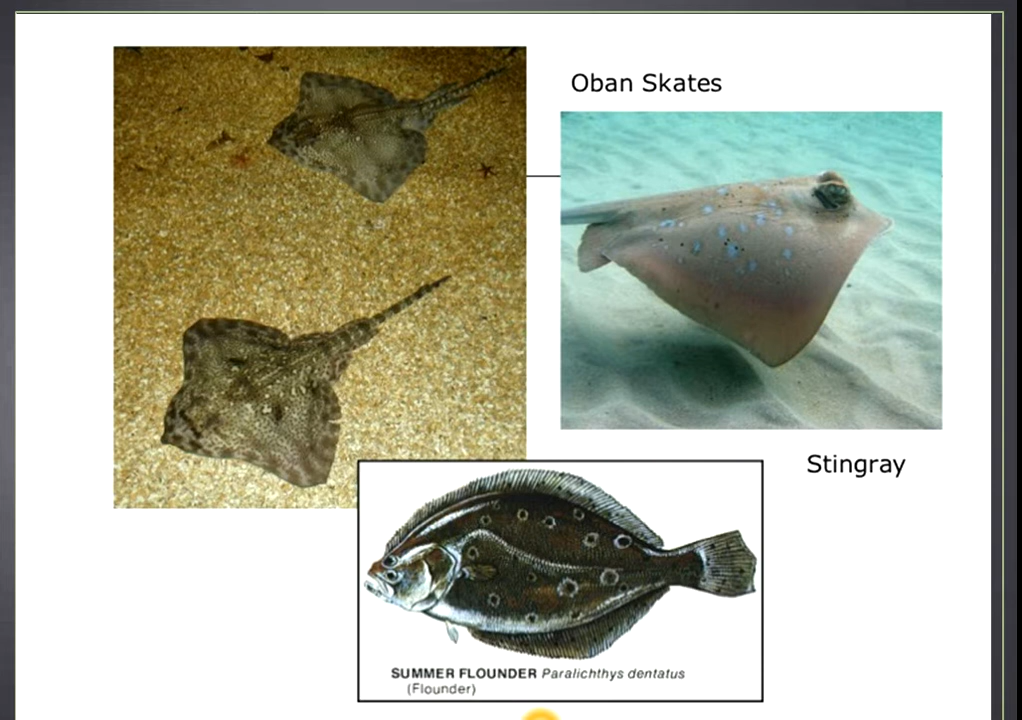 Oban Skates
Stingray
SUMMER FLOUNDER Paralichthys dentatus
(Flounder)